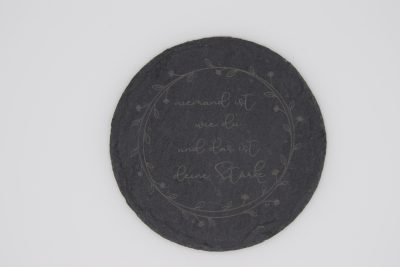 niemand ist
wie du
und das ist
deine Stärke